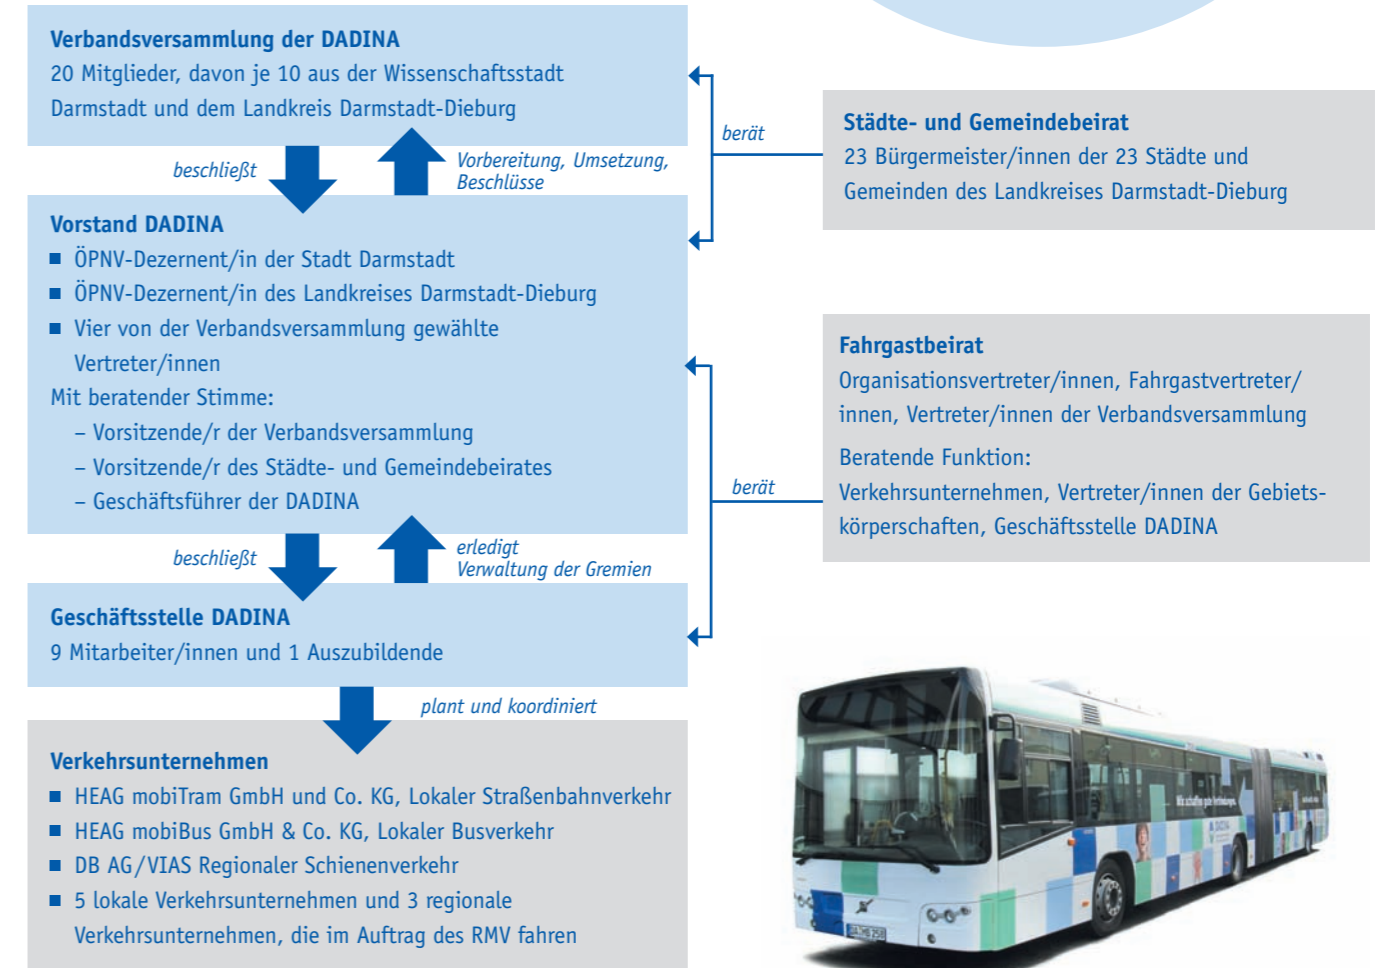 Verbandsversammlung der DADINA
20 Mitglieder, davon je 10 aus der Wissenschaftsstadt
Darmstadt und dem Landkreis Darmstadt-Dieburg
beschließt
Vorbereitung, Umsetzung,
Beschlüsse
Vorstand DADINA
■ ÖPNV-Dezernent/in der Stadt Darmstadt
■ ÖPNV-Dezernent/in des Landkreises Darmstadt-Dieburg
■ Vier von der Verbandsversammlung gewählte
Vertreter/innen
Mit beratender Stimme:
– Vorsitzende/r der Verbandsversammlung
– Vorsitzende/r des Städte- und Gemeindebeirates
– Geschäftsführer der DADINA
beschließt
erledigt
Verwaltung der Gremien
Geschäftsstelle DADINA
9 Mitarbeiter/innen und 1 Auszubildende
plant und koordiniert
Verkehrsunternehmen
■ HEAG mobiTram GmbH und Co. KG, Lokaler Straßenbahnverkehr
■ HEAG mobiBus GmbH & Co. KG, Lokaler Busverkehr
■ DB AG/VIAS Regionaler Schienenverkehr
■ 5 lokale Verkehrsunternehmen und 3 regionale
Verkehrsunternehmen, die im Auftrag des RMV fahren
berät
Städte- und Gemeindebeirat
23 Bürgermeister/innen der 23 Städte und
Gemeinden des Landkreises Darmstadt-Dieburg
berät
Fahrgastbeirat
Organisationsvertreter/innen, Fahrgastvertreter/
innen, Vertreter/innen der Verbandsversammlung
Beratende Funktion:
Verkehrsunternehmen, Vertreter/innen der Gebiets-
körperschaften, Geschäftsstelle DADINA
Wir schaffen gute Verbindungen.
DADINA